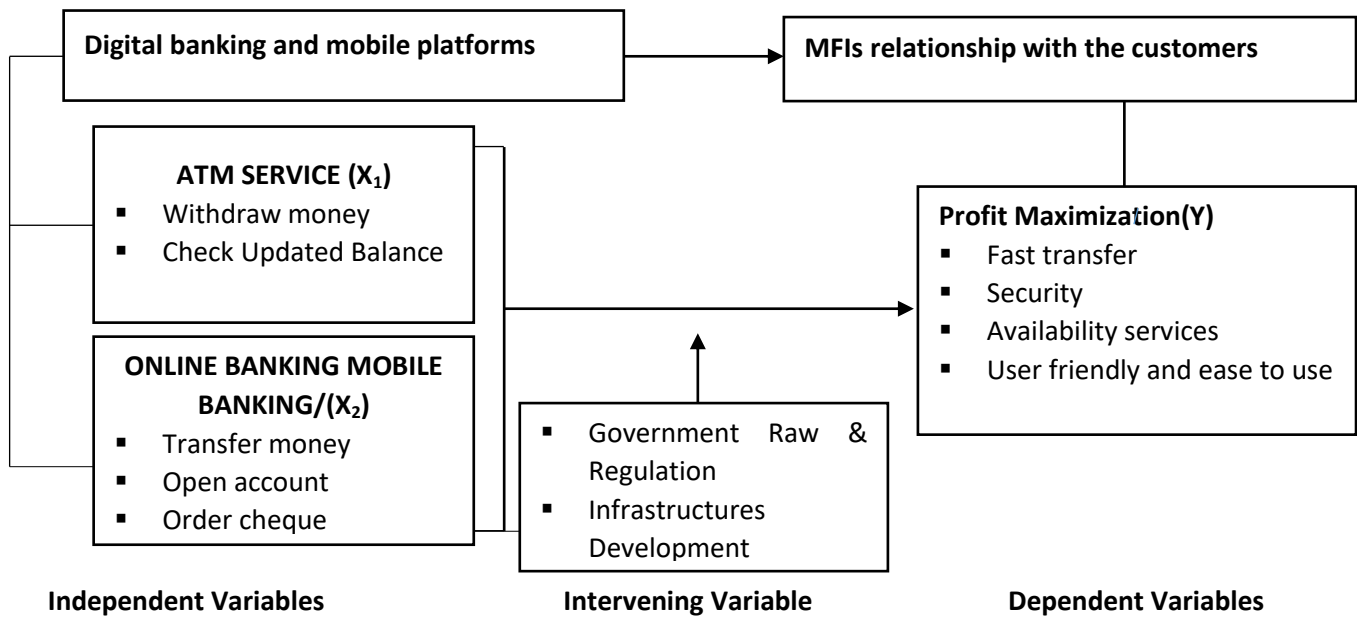 Digital banking and mobile platforms
MFIs relationship with the customers
ATM SERVICE (X₁)
▪ Withdraw money
▪ Check Updated Balance
ONLINE BANKING MOBILE
BANKING/(X₂)
▪ Transfer money
▪ Open account
▪ Order cheque
▪ Government Raw &
Regulation
▪ Infrastructures
Development
Profit Maximization(Y)
▪ Fast transfer
▪ Security
▪ Availability services
▪ User friendly and ease to use
Independent Variables
Intervening Variable
Dependent Variables